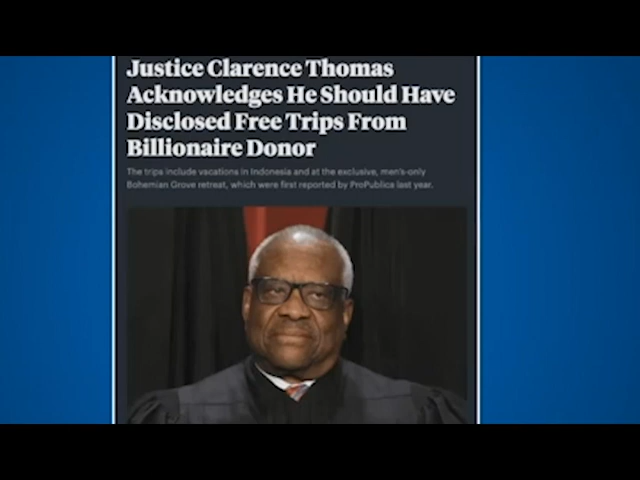 Justice Clarence Thomas
Acknowledges He Should Have
Disclosed Free Trips From
Billionaire Donor
The trips include vacations in Indonesia and at the exclusive, men's-only
Bohemian Grove retreat, which were first reported by ProPublica last year.